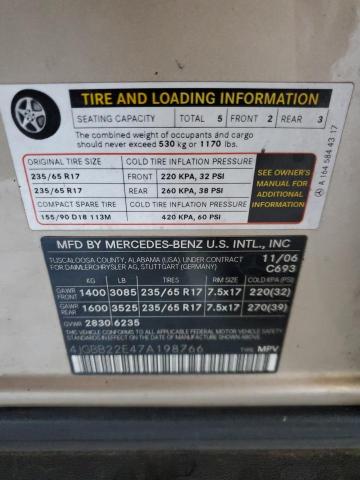 TIRE AND LOADING INFORMATION
SEATING CAPACITY TOTAL 5 FRONT 2 REAR 3
The combined weight of occupants and cargo
should never exceed 530 kg or 1170 lbs.
ORIGINAL TIRE SIZE COLD TIRE INFLATION PRESSURE
235/65 R17 FRONT 220 KPA, 32 PSI
235/65 R17 REAR 260 KPA, 38 PSI
COMPACT SPARE TIRE COLD TIRE INFLATION PRESSURE
155/90 D18 113M 420 KPA, 60 PSI
SEE OWNER'S
MANUAL FOR
ADDITIONAL
INFORMATION
A 164 584 43 17
MFD BY MERCEDES-BENZ U.S. INTL., INC
TUSCALOOSA COUNTY, ALABAMA (USA) UNDER 11/06
FOR DAIMLERCHRYSLER AG, STUTTGART (GERMANY) C693
KG LB TIRES RIM SIZE COLD KPA (PSI)
GAWR FRONT 1400 3085 235/65 R17 7.5x17 220(32)
GAWR REAR 1600 3525 235/65 R17 7.5x17 270(39)
GVWR 2830 6235
4JGBB22E47A198766
TYPE MPV